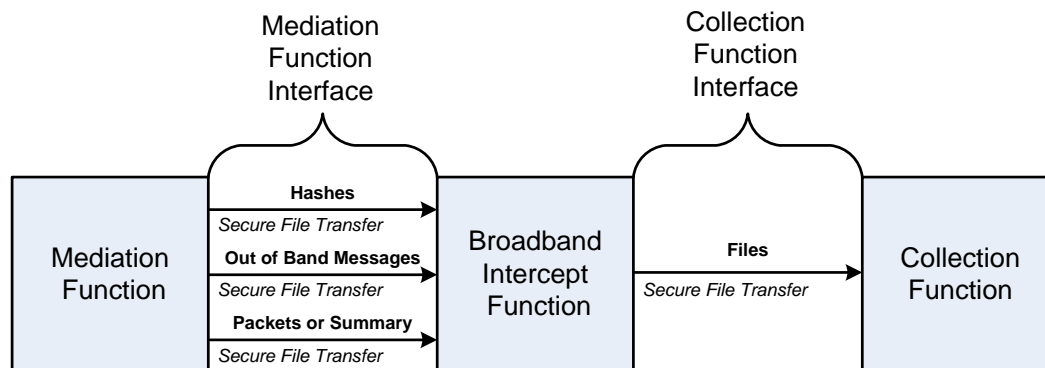 Mediation
Function
Interface
Collection
Function
Interface
Mediation
Function
Hashes
Secure File Transfer
Out of Band Messages
Secure File Transfer
Packets or Summary
Secure File Transfer
Broadband
Intercept
Function
Files
Secure File Transfer
Collection
Function